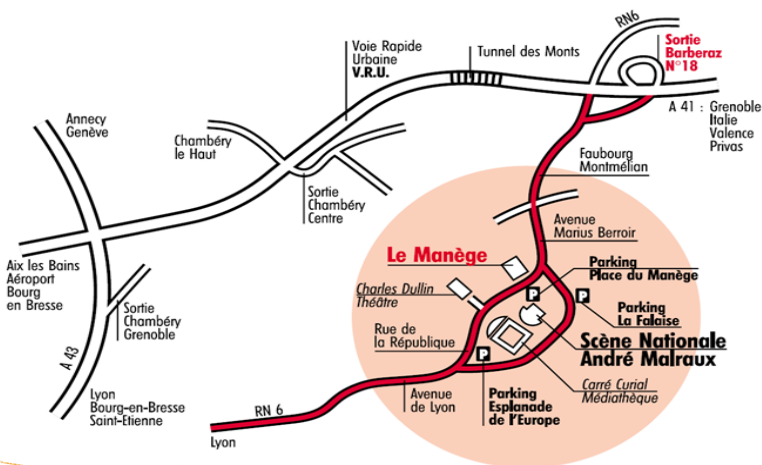 RN6
Sortie
Barberaz
N°18
Voie Rapide
Urbaine
V.R.U.
Tunnel des Monts
A 41 : Grenoble
Italie
Valence
Privas
Annecy
Genève
Chambéry
le Haut
Faubourg
Montmélian
Sortie
Chambéry
Centre
Avenue
Marius Berroir
Le Manège
Parking
Place du Manège
Aix les Bains
Aéroport
Bourg
en Bresse
Charles Dullin
Théâtre
P
P
Parking
La Falaise
Sortie
Chambéry
Grenoble
Rue de
la République
Scène Nationale
André Malraux
P
A 43
Carré Curial
Médiathèque
Lyon
Bourg-en-Bresse
Saint-Etienne
Avenue
de Lyon
Parking
Esplanade
de l'Europe
RN 6
Lyon